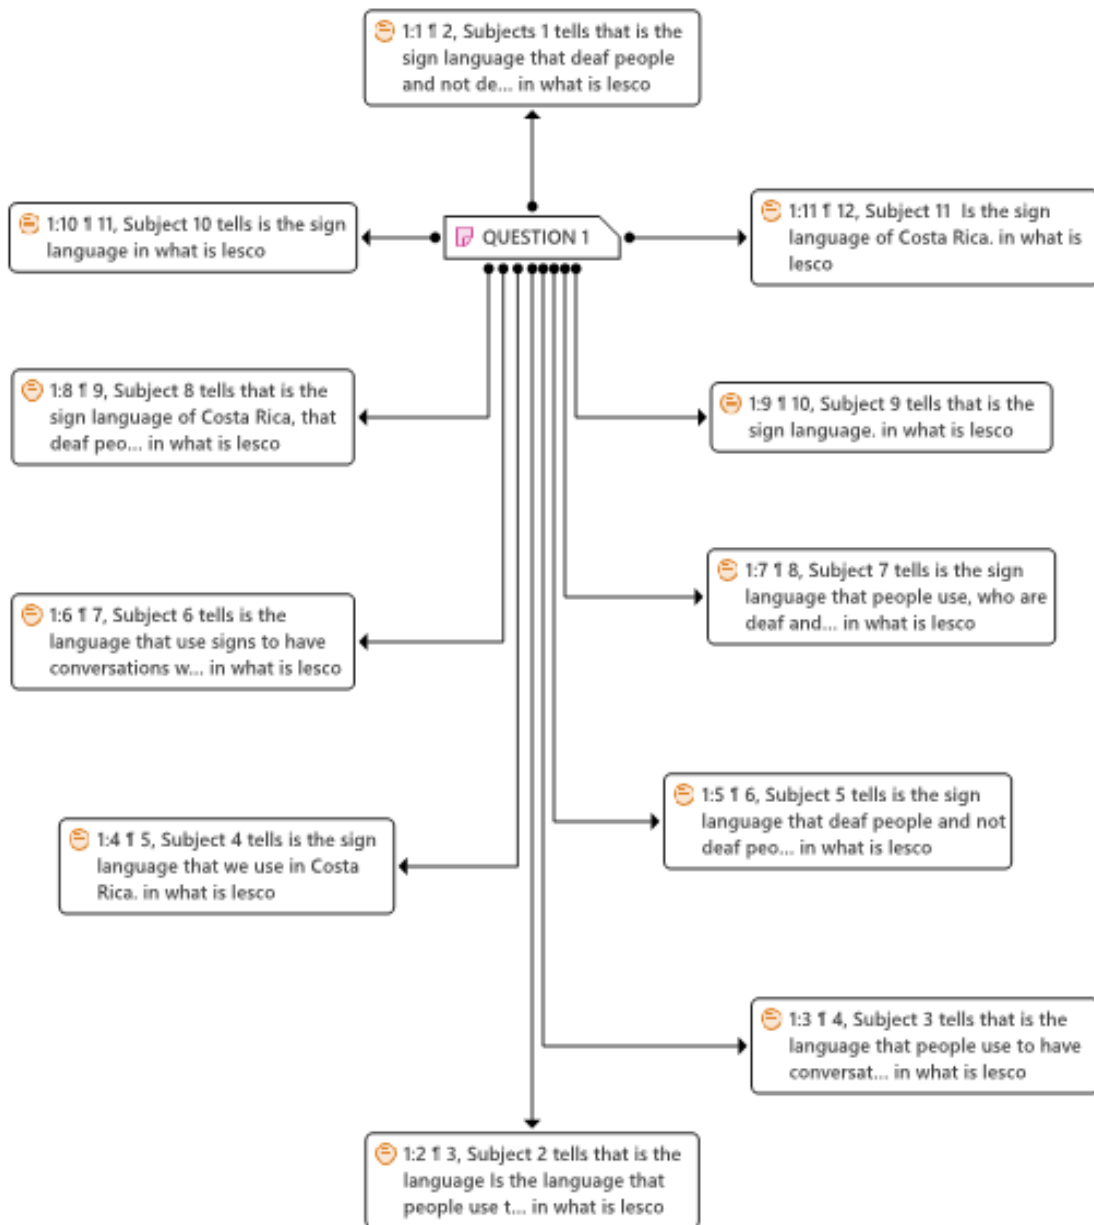 1:1 ¶ 2, Subjects 1 tells that is the
sign language that deaf people
and not de... in what is lesco
1:10 ¶ 11, Subject 10 tells is the sign
language in what is lesco
QUESTION 1
1:11 ¶ 12, Subject 11 Is the sign
language of Costa Rica. in what is
lesco
1:8 ¶ 9, Subject 8 tells that is the
sign language of Costa Rica, that
deaf peo... in what is lesco
1:9 ¶ 10, Subject 9 tells that is the
sign language. in what is lesco
1:7 ¶ 8, Subject 7 tells is the sign
language that people use, who are
deaf and... in what is lesco
1:6 ¶ 7, Subject 6 tells is the
language that use signs to have
conversations w... in what is lesco
1:5 ¶ 6, Subject 5 tells is the sign
language that deaf people and not
deaf peo... in what is lesco
1:4 ¶ 5, Subject 4 tells is the sign
language that we use in Costa
Rica. in what is lesco
1:3 ¶ 4, Subject 3 tells that is the
language that people use to have
conversat... in what is lesco
1:2 ¶ 3, Subject 2 tells that is the
language Is the language that
people use t... in what is lesco